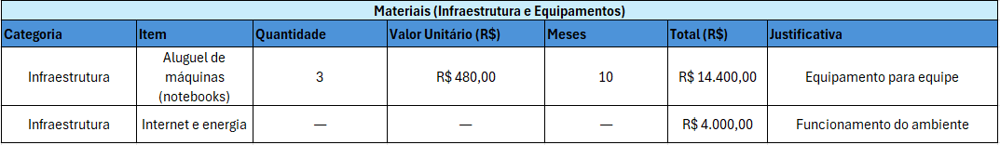 Materiais (Infraestrutura e Equipamentos)
Categoria Item Quantidade Valor Unitário (R$) Meses Total (R$) Justificativa
Infraestrutura Aluguel de máquinas (notebooks) 3 R$ 480,00 10 R$ 14.400,00 Equipamento para equipe
Infraestrutura Internet e energia — — — R$ 4.000,00 Funcionamento do ambiente